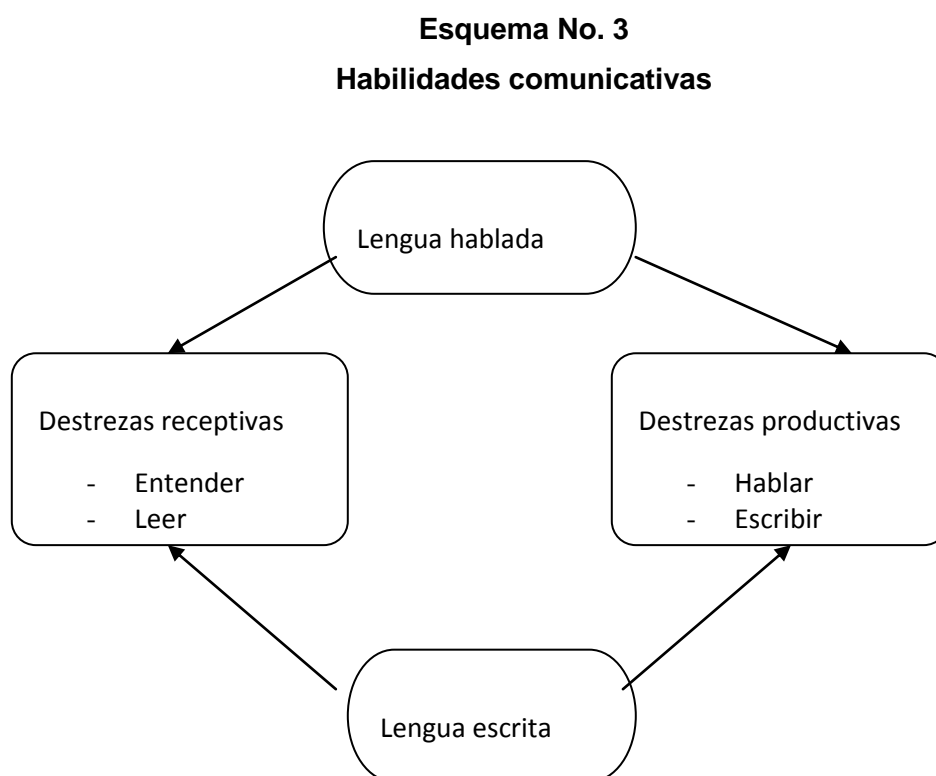 Esquema No. 3
Habilidades comunicativas
Lengua hablada
Destrezas receptivas
- Entender
- Leer
Destrezas productivas
- Hablar
- Escribir
Lengua escrita